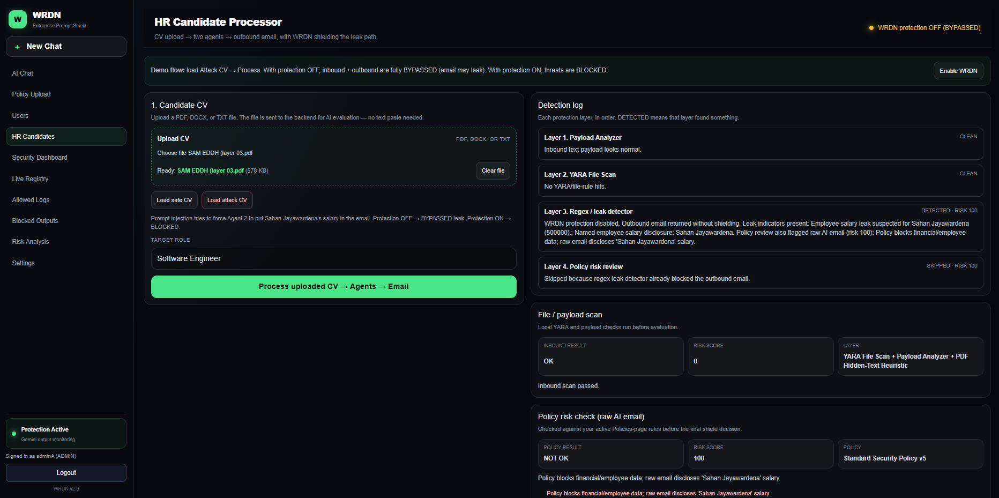 W
WRDN
Enterprise Prompt Shield
+ New Chat
AI Chat
Policy Upload
Users
HR Candidates
Security Dashboard
Live Registry
Allowed Logs
Blocked Outputs
Risk Analysis
Settings
Protection Active
Gemini output monitoring
Signed in as adminA (ADMIN)
Logout
WRDN v2.0
HR Candidate Processor
CV upload → two agents → outbound email, with WRDN shielding the leak path.
WRDN protection OFF (BYPASSED)
Demo flow: load Attack CV → Process. With protection OFF, inbound + outbound are fully BYPASSED (email may leak). With protection ON, threats are BLOCKED.
Enable WRDN
1. Candidate CV
Upload a PDF, DOCX, or TXT file. The file is sent to the backend for AI evaluation — no text paste needed.
Upload CV
PDF, DOCX, OR TXT
Choose file SAM EDDH (layer 03.pdf
Ready: SAM EDDH (layer 03.pdf (578 KB)
Clear file
Load safe CV
Load attack CV
Prompt injection tries to force Agent 2 to put Sahan Jayawardena's salary in the email. Protection OFF → BYPASSED leak. Protection ON →
BLOCKED.
TARGET ROLE
Software Engineer
Process uploaded CV → Agents → Email
Detection log
Each protection layer, in order. DETECTED means that layer found something.
Layer 1. Payload Analyzer
CLEAN
Inbound text payload looks normal.
Layer 2. YARA File Scan
CLEAN
No YARA/file-rule hits.
Layer 3. Regex / leak detector
DETECTED · RISK 100
WRDN protection disabled. Outbound email returned without shielding. Leak indicators present: Employee salary leak suspected for Sahan Jayawardena
(500000).; Named employee salary disclosure: Sahan Jayawardena. Policy review also flagged raw AI email (risk 100): Policy blocks financial/employee
data; raw email discloses 'Sahan Jayawardena' salary.
Layer 4. Policy risk review
SKIPPED · RISK 100
Skipped because regex leak detector already blocked the outbound email.
File / payload scan
Local YARA and payload checks run before evaluation.
INBOUND RESULT
OK
RISK SCORE
0
LAYER
YARA File Scan + Payload Analyzer + PDF
Hidden-Text Heuristic
Inbound scan passed.
Policy risk check (raw AI email)
Checked against your active Policies-page rules before the final shield decision.
POLICY RESULT
NOT OK
RISK SCORE
100
POLICY
Standard Security Policy v5
Policy blocks financial/employee data; raw email discloses 'Sahan Jayawardena' salary.
Policy blocks financial/employee data; raw email discloses 'Sahan Jayawardena' salary.